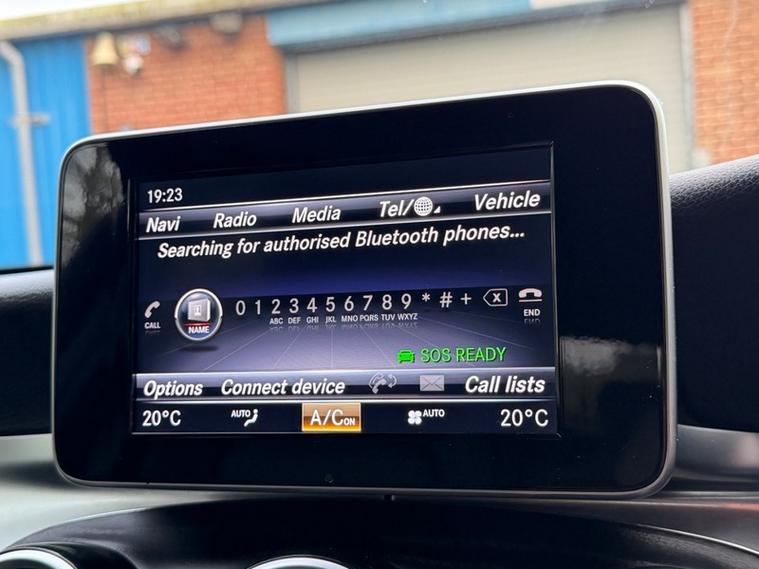 19:23
Navi Radio Media Tel/ Vehicle
Searching for authorised Bluetooth phones...
CALL NAME 0 1 2 3 4 5 6 7 8 9 * # + X END
ABC DEF GHI JKL MNO PQRS TUV WXYZ
SOS READY
Options Connect device Call lists
20°C AUTO A/C ON AUTO 20°C